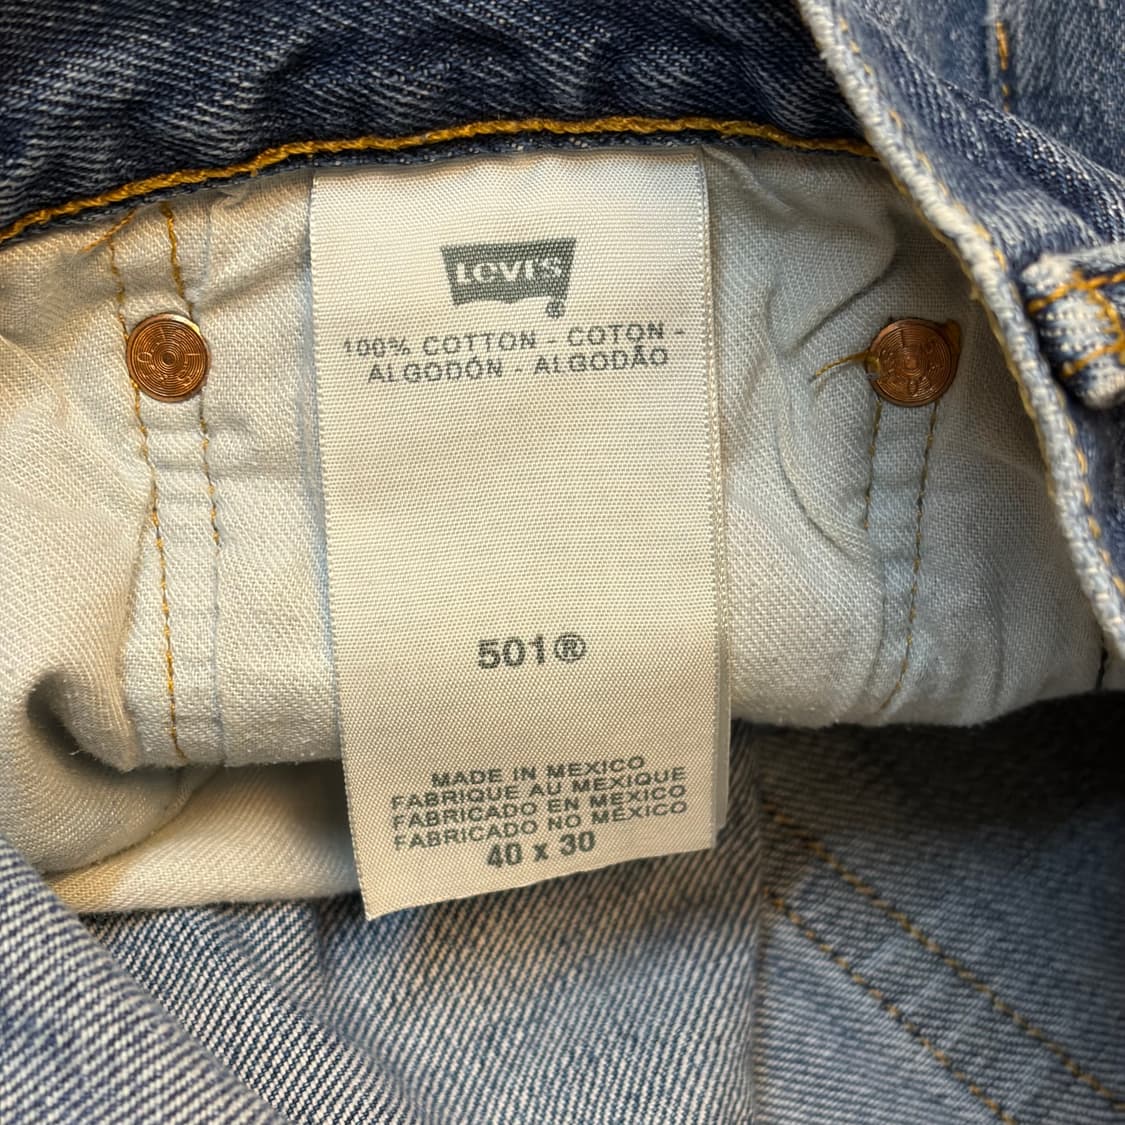 Levi's
®
100% COTTON - COTON -
ALGODÓN - ALGODÃO
501®
MADE IN MEXICO
FABRIQUE AU MEXIQUE
FABRICADO EN MEXICO
FABRICADO NO MÉXICO
40 x 30